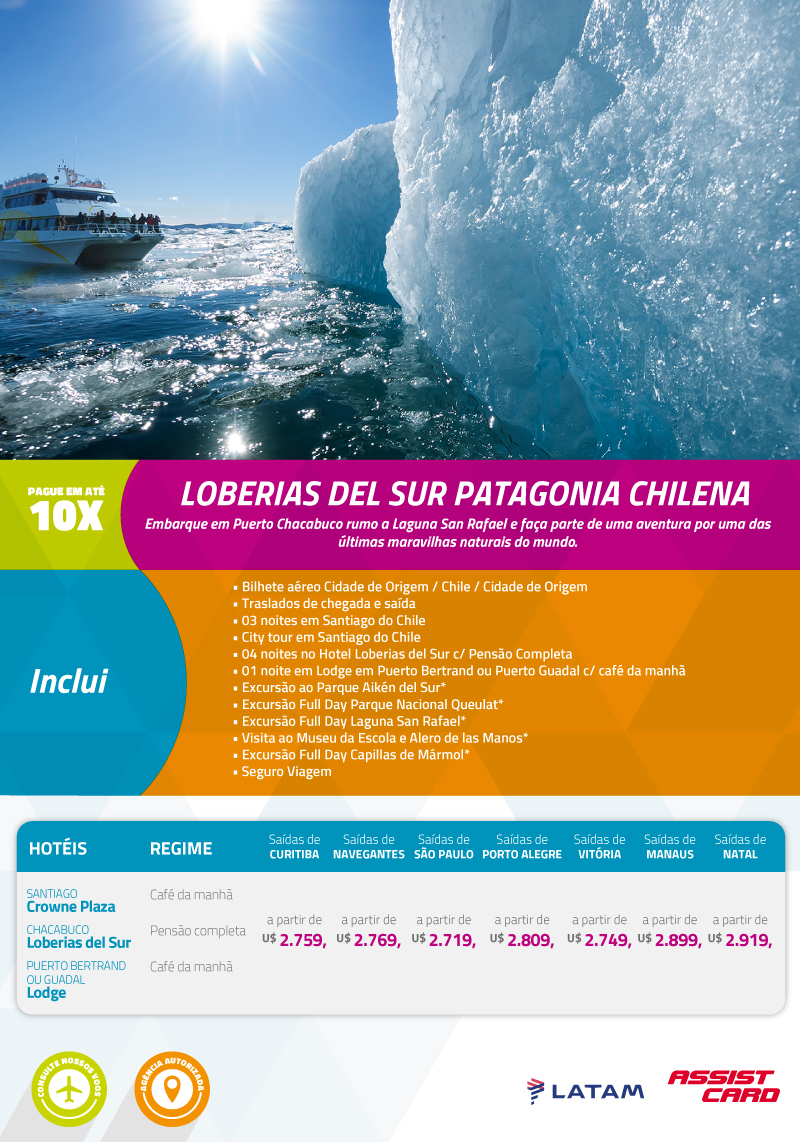 PAGUE EM ATÉ
10X
LOBERIAS DEL SUR PATAGONIA CHILENA
Embarque em Puerto Chacabuco rumo a Laguna San Rafael e faça parte de uma aventura por uma das
últimas maravilhas naturais do mundo.
Inclui
• Bilhete aéreo Cidade de Origem / Chile / Cidade de Origem
• Traslados de chegada e saída
• 03 noites em Santiago do Chile
• City tour em Santiago do Chile
• 04 noites no Hotel Loberias del Sur c/ Pensão Completa
• 01 noite em Lodge em Puerto Bertrand ou Puerto Guadal c/ café da manhã
• Excursão ao Parque Aikén del Sur*
• Excursão Full Day Parque Nacional Queulat*
• Excursão Full Day Laguna San Rafael*
• Visita ao Museu da Escola e Alero de las Manos*
• Excursão Full Day Capillas de Mármol*
• Seguro Viagem
HOTÉIS
REGIME
Saídas de CURITIBA
Saídas de NAVEGANTES
Saídas de SÃO PAULO
Saídas de PORTO ALEGRE
Saídas de VITÓRIA
Saídas de MANAUS
Saídas de NATAL
SANTIAGO
Crowne Plaza
Café da manhã
CHACABUCO
Loberias del Sur
Pensão completa
PUERTO BERTRAND
OU GUADAL
Lodge
Café da manhã
a partir de U$ 2.759,
a partir de U$ 2.769,
a partir de U$ 2.719,
a partir de U$ 2.809,
a partir de U$ 2.749,
a partir de U$ 2.899,
a partir de U$ 2.919,
CONSULTE NOSSOS VOOS
AGÊNCIA AUTORIZADA
LATAM
ASSIST
CARD